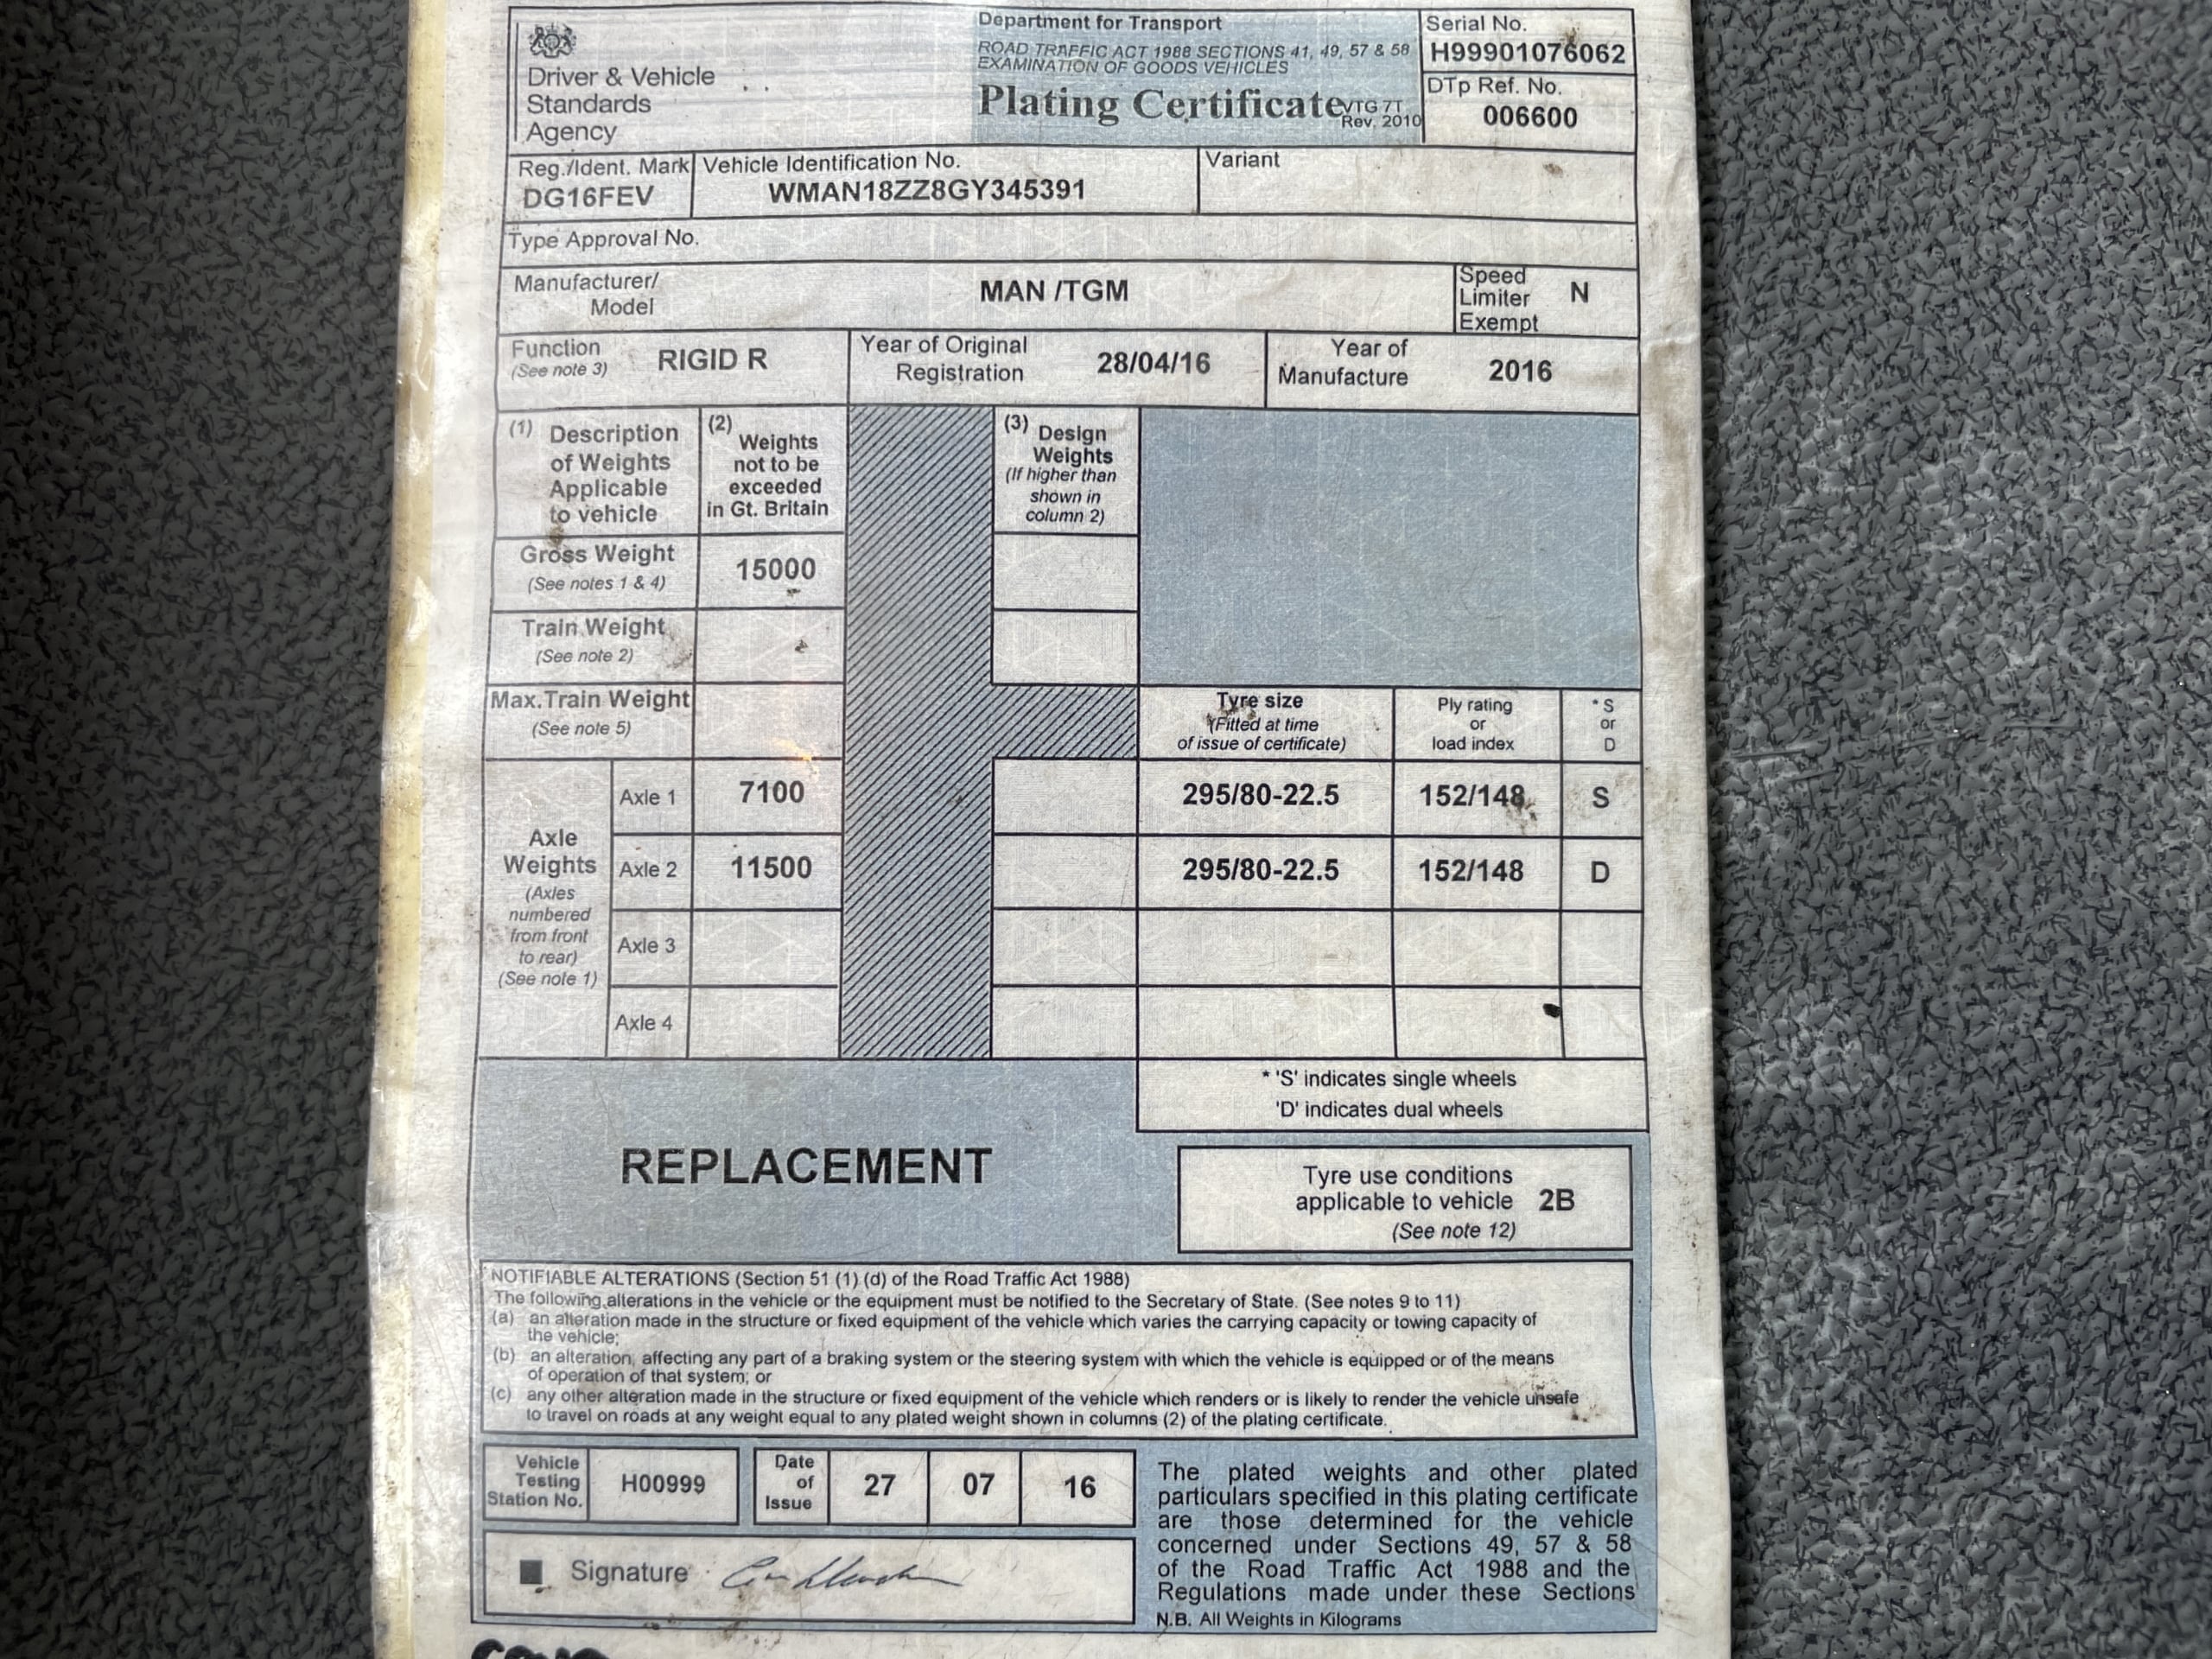 Driver & Vehicle
Standards
Agency
Department for Transport
ROAD TRAFFIC ACT 1988 SECTIONS 41, 49, 57 & 58
EXAMINATION OF GOODS VEHICLES
Plating Certificate VTG 7T
Rev. 2010
Serial No.
H99901076062
DTp Ref. No.
006600
Reg./Ident. Mark
DG16FEV
Vehicle Identification No.
WMAN18ZZ8GY345391
Variant
Type Approval No.
Manufacturer/
Model
MAN /TGM
Speed
Limiter
Exempt
N
Function
(See note 3)
RIGID R
Year of Original
Registration
28/04/16
Year of
Manufacture
2016
(1) Description
of Weights
Applicable
to vehicle
(2) Weights
not to be
exceeded
in Gt. Britain
(3) Design
Weights
(If higher than
shown in
column 2)
Gross Weight
(See notes 1 & 4)
15000
Train Weight
(See note 2)
Max.Train Weight
(See note 5)
Tyre size
(Fitted at time
of issue of certificate)
Ply rating
or
load index
* S
or
D
Axle
Weights
(Axles
numbered
from front
to rear)
(See note 1)
Axle 1 7100 295/80-22.5 152/148 S
Axle 2 11500 295/80-22.5 152/148 D
Axle 3
Axle 4
* 'S' indicates single wheels
'D' indicates dual wheels
REPLACEMENT
Tyre use conditions
applicable to vehicle 2B
(See note 12)
NOTIFIABLE ALTERATIONS (Section 51 (1) (d) of the Road Traffic Act 1988)
The following alterations in the vehicle or the equipment must be notified to the Secretary of State. (See notes 9 to 11)
(a) an alteration made in the structure or fixed equipment of the vehicle which varies the carrying capacity or towing capacity of
the vehicle;
(b) an alteration, affecting any part of a braking system or the steering system with which the vehicle is equipped or of the means
of operation of that system; or
(c) any other alteration made in the structure or fixed equipment of the vehicle which renders or is likely to render the vehicle unsafe
to travel on roads at any weight equal to any plated weight shown in columns (2) of the plating certificate.
Vehicle
Testing
Station No.
H00999
Date
of
Issue
27 07 16
Signature
The plated weights and other plated
particulars specified in this plating certificate
are those determined for the vehicle
concerned under Sections 49, 57 & 58
of the Road Traffic Act 1988 and the
Regulations made under these Sections
N.B. All Weights in Kilograms